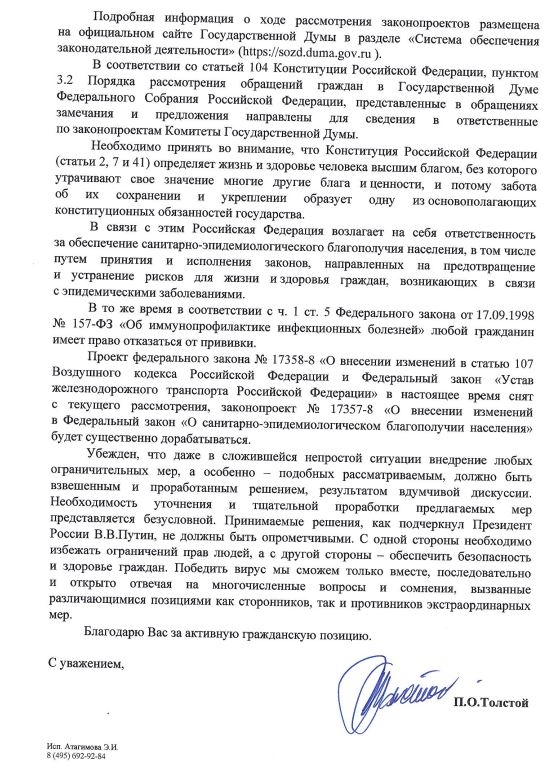 Подробная информация о ходе рассмотрения законопроектов размещена
на официальном сайте Государственной Думы в разделе «Система обеспечения
законодательной деятельности» (https://sozd.duma.gov.ru ).
В соответствии со статьей 104 Конституции Российской Федерации, пунктом
3.2 Порядка рассмотрения обращений граждан в Государственной Думе
Федерального Собрания Российской Федерации, представленные в обращениях
замечания и предложения направлены для сведения в ответственные
по законопроектам Комитеты Государственной Думы.
Необходимо принять во внимание, что Конституция Российской Федерации
(статьи 2, 7 и 41) определяет жизнь и здоровье человека высшим благом, без которого
утрачивают свое значение многие другие блага и ценности, и потому забота
об их сохранении и укреплении образует одну из основополагающих
конституционных обязанностей государства.
В связи с этим Российская Федерация возлагает на себя ответственность
за обеспечение санитарно-эпидемиологического благополучия населения, в том числе
путем принятия и исполнения законов, направленных на предотвращение
и устранение рисков для жизни и здоровья граждан, возникающих в связи
с эпидемическими заболеваниями.
В то же время в соответствии с ч. 1 ст. 5 Федерального закона от 17.09.1998
№ 157-ФЗ «Об иммунопрофилактике инфекционных болезней» любой гражданин
имеет право отказаться от прививки.
Проект федерального закона № 17358-8 «О внесении изменений в статью 107
Воздушного кодекса Российской Федерации и Федеральный закон «Устав
железнодорожного транспорта Российской Федерации» в настоящее время снят
с текущего рассмотрения, законопроект № 17357-8 «О внесении изменений
в Федеральный закон «О санитарно-эпидемиологическом благополучии населения»
будет существенно дорабатываться.
Убежден, что даже в сложившейся непростой ситуации внедрение любых
ограничительных мер, а особенно – подобных рассматриваемым, должно быть
взвешенным и проработанным решением, результатом вдумчивой дискуссии.
Необходимость уточнения и тщательной проработки предлагаемых мер
представляется безусловной. Принимаемые решения, как подчеркнул Президент
России В.В.Путин, не должны быть опрометчивыми. С одной стороны необходимо
избежать ограничений прав людей, а с другой стороны – обеспечить безопасность
и здоровье граждан. Победить вирус мы сможем только вместе, последовательно
и открыто отвечая на многочисленные вопросы и сомнения, вызванные
различающимися позициями как сторонников, так и противников экстраординарных
мер.
Благодарю Вас за активную гражданскую позицию.
С уважением,
П.О.Толстой
Исп. Атагимова Э.И.
8 (495) 692-92-84